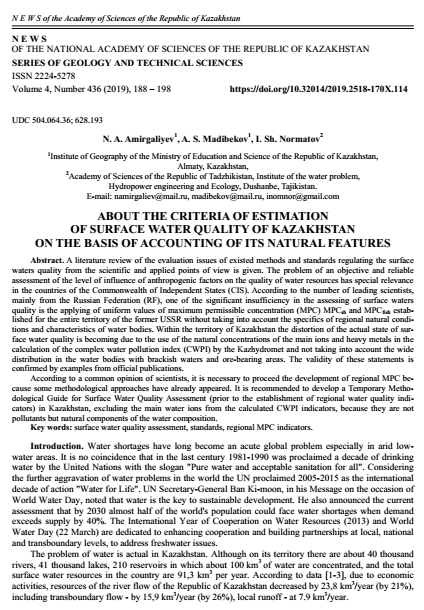 N E W S of the Academy of Sciences of the Republic of Kazakhstan
N E W S
OF THE NATIONAL ACADEMY OF SCIENCES OF THE REPUBLIC OF KAZAKHSTAN
SERIES OF GEOLOGY AND TECHNICAL SCIENCES
ISSN 2224-5278
Volume 4, Number 436 (2019), 188 – 198 https://doi.org/10.32014/2019.2518-170X.114
UDC 504.064.36; 628.193
N. A. Amirgaliyev¹, A. S. Madibekov¹, I. Sh. Normatov²
¹Institute of Geography of the Ministry of Education and Science of the Republic of Kazakhstan,
Almaty, Kazakhstan,
²Academy of Sciences of Republic of Tadzhikistan, Institute of the water problem,
Hydropower engineering and Ecology, Dushanbe, Tajikistan.
E-mail: namirgaliev@mail.ru, madibekov@mail.ru, inomnor@gmail.com
ABOUT THE CRITERIA OF ESTIMATION
OF SURFACE WATER QUALITY OF KAZAKHSTAN
ON THE BASIS OF ACCOUNTING OF ITS NATURAL FEATURES
Abstract. A literature review of the evaluation issues of existed methods and standards regulating the surface
waters quality from the scientific and applied points of view is given. The problem of an objective and reliable
assessment of the level of influence of anthropogenic factors on the quality of water resources has special relevance
in the countries of the Commonwealth of Independent States (CIS). According to the number of leading scientists,
mainly from the Russian Federation (RF), one of the significant insufficiency in the assessing of surface waters
quality is the applying of uniform values of maximum permissible concentration (MPC) MPCdk and MPCfish estab-
lished for the entire territory of the former USSR without taking into account the specifics of regional natural condi-
tions and characteristics of water bodies. Within the territory of Kazakhstan the distortion of the actual state of sur-
face water quality is becoming due to the use of the natural concentrations of the main ions and heavy metals in the
calculation of the complex water pollution index (CWPI) by the Kazhydromet and not taking into account the wide
distribution in the water bodies with brackish waters and ore-bearing areas. The validity of these statements is
confirmed by examples from official publications.
According to a common opinion of scientists, it is necessary to proceed the development of regional MPC be-
cause some methodological approaches have already appeared. It is recommended to develop a Temporary Metho-
dological Guide for Surface Water Quality Assessment (prior to the establishment of regional water quality indi-
cators) in Kazakhstan, excluding the main water ions from the calculated CWPI indicators, because they are not
pollutants but natural components of the water composition.
Key words: surface water quality assessment, standards, regional MPC indicators.
Introduction. Water shortages have long become an acute global problem especially in arid low-
water areas. It is no coincidence that in the last century 1981-1990 was proclaimed a decade of drinking
water by the United Nations with the slogan "Pure water and acceptable sanitation for all". Considering
the further aggravation of water problems in the world the UN proclaimed 2005-2015 as the international
decade of action "Water for Life". UN Secretary-General Ban Ki-moon, in his Message on the occasion of
World Water Day, noted that water is the key to sustainable development. He also announced the current
assessment that by 2030 almost half of the world's population could face water shortages when demand
exceeds supply by 40%. The International Year of Cooperation on Water Resources (2013) and World
Water Day (22 March) are dedicated to enhancing cooperation and building partnerships at local, national
and transboundary levels, to address freshwater issues.
The problem of water is actual in Kazakhstan. Although on its territory there are about 40 thousand
rivers, 41 thousand lakes, 210 reservoirs in which about 100 km³ of water are concentrated, and the total
surface water resources in the country are 91,3 km³ per year. According to data [1-3], due to economic
activities, resources of the river flow of the Republic of Kazakhstan decreased by 23,8 km³/year (by 21%),
including transboundary flow - by 15,9 km³/year (by 26%), local runoff - at 7.9 km³/year.